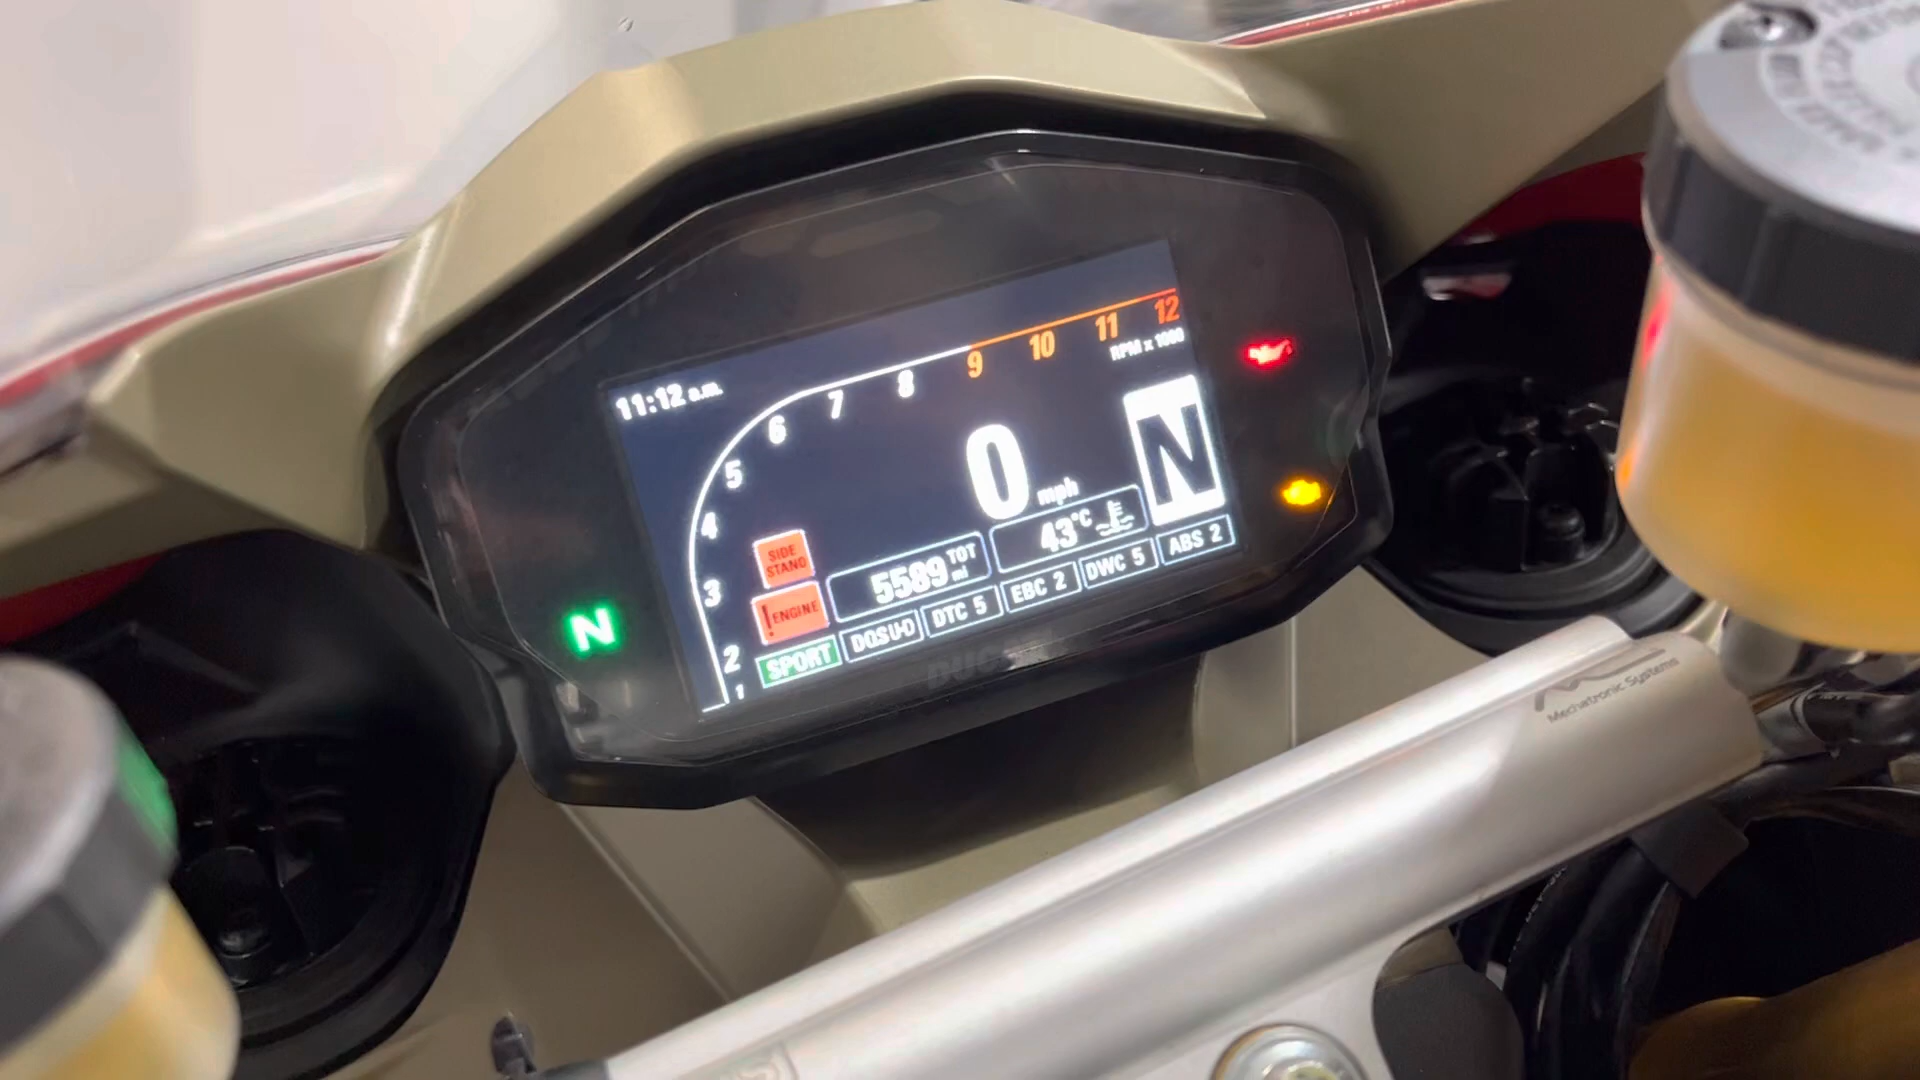 11:12 a.m.
1
2
3
4
5
6
7
8
9
10
11
12
RPM x 1000
0 mph
N
43°C
SIDE STAND
5589 TOT mi
! ENGINE
SPORT
DTC 5
EBC 2
DWC 5
ABS 2
N
Mechatronic Systems